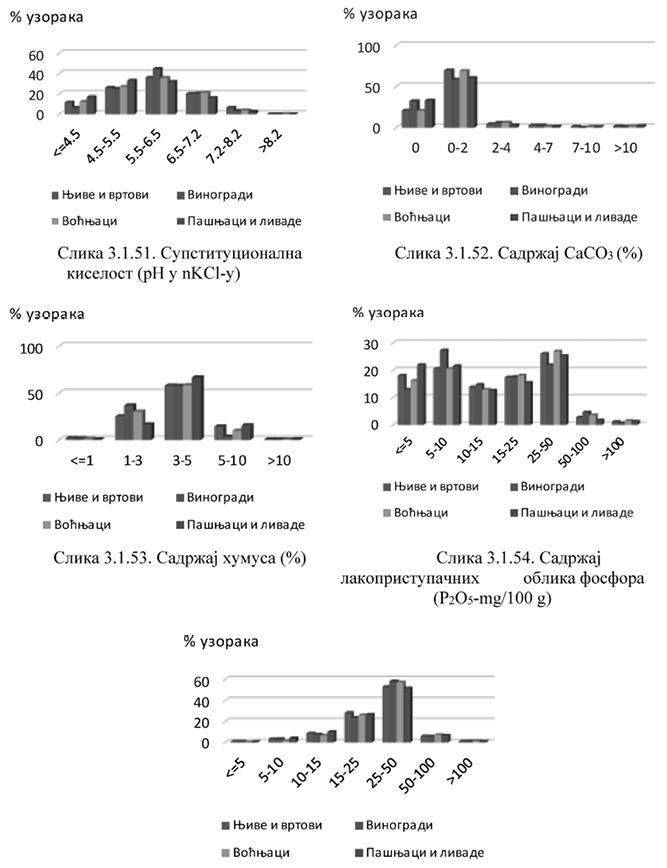 % узорака
60
40
20
0
<=4.5
4.5-5.5
5.5-6.5
6.5-7.2
7.2-8.2
>8.2
Њиве и вртови
Виногради
Воћњаци
Пашњаци и ливаде
Слика 3.1.51. Супституционална
киселост (pH у nKCl-у)
% узорака
100
50
0
0
0-2
2-4
4-7
7-10
>10
Њиве и вртови
Виногради
Воћњаци
Пашњаци и ливаде
Слика 3.1.52. Садржај CaCO₃ (%)
% узорака
100
50
0
<=1
1-3
3-5
5-10
>10
Њиве и вртови
Виногради
Воћњаци
Пашњаци и ливаде
Слика 3.1.53. Садржај хумуса (%)
% узорака
30
20
10
0
<=5
5-10
10-15
15-25
25-50
50-100
>100
Њиве и вртови
Виногради
Воћњаци
Пашњаци и ливаде
Слика 3.1.54. Садржај
лакоприступачних облика фосфора
(P₂O₅-mg/100 g)
% узорака
60
40
20
0
<=5
5-10
10-15
15-25
25-50
50-100
>100
Њиве и вртови
Виногради
Воћњаци
Пашњаци и ливаде